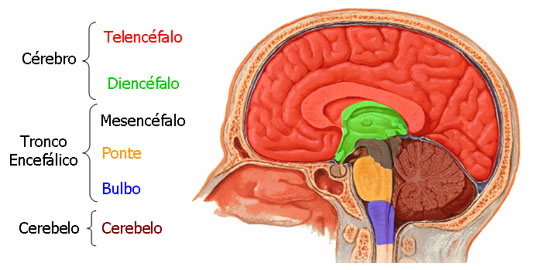 Cérebro
Telencéfalo
Diencéfalo
Tronco
Encefálico
Mesencéfalo
Ponte
Bulbo
Cerebelo
Cerebelo